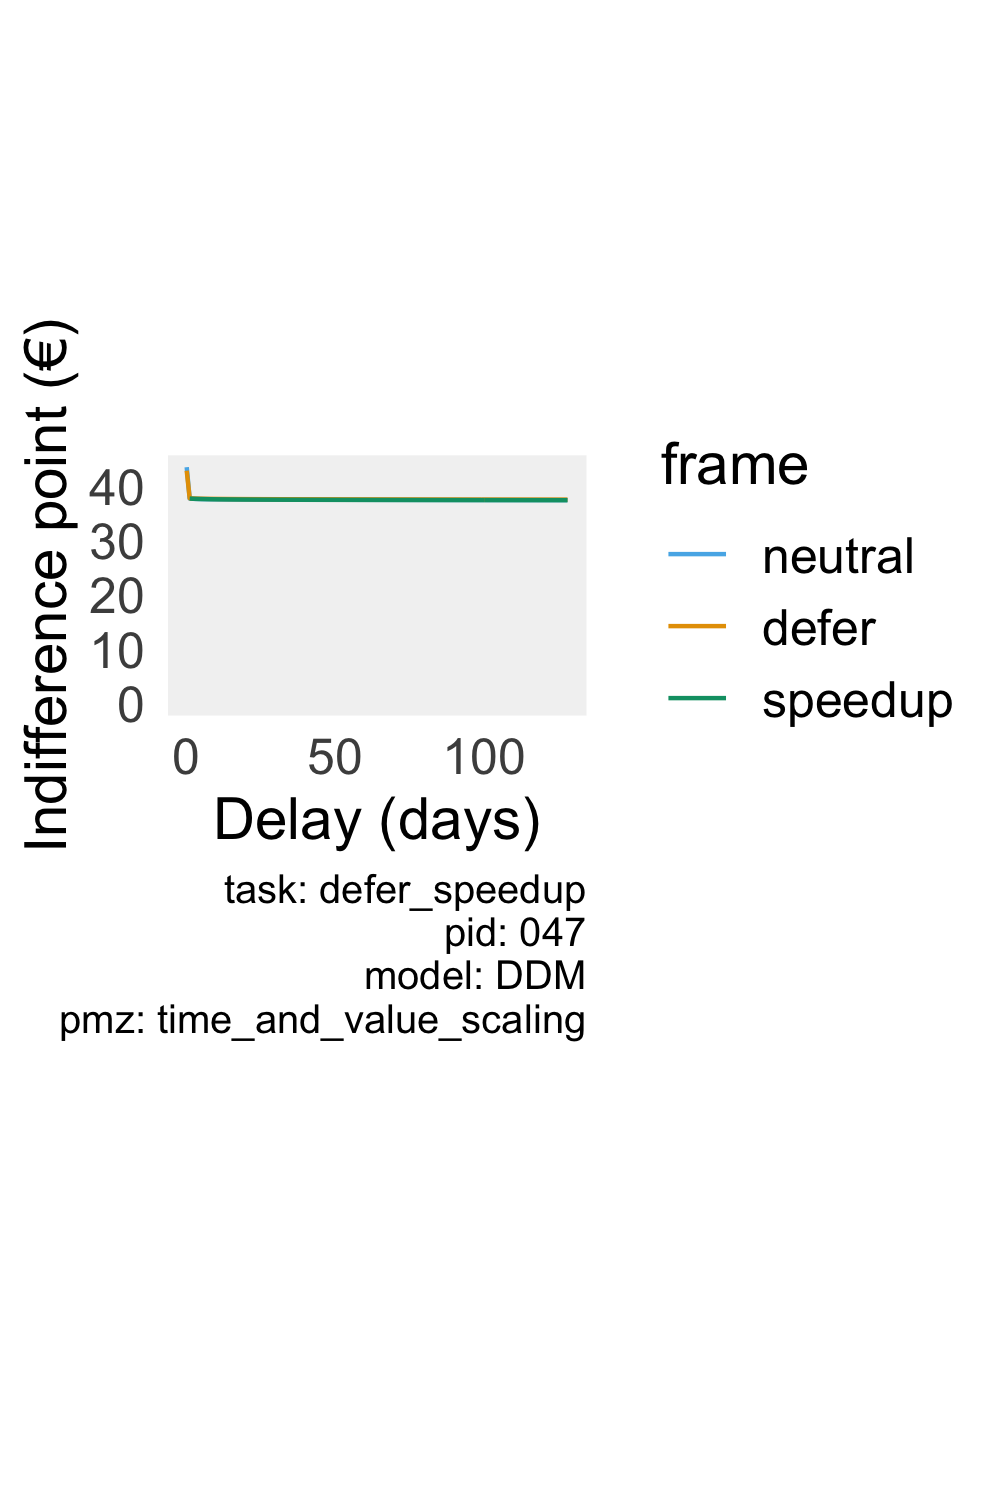 Indifference point (€)
40
30
20
10
0
0 50 100
Delay (days)
frame
neutral
defer
speedup
task: defer_speedup
pid: 047
model: DDM
pmz: time_and_value_scaling